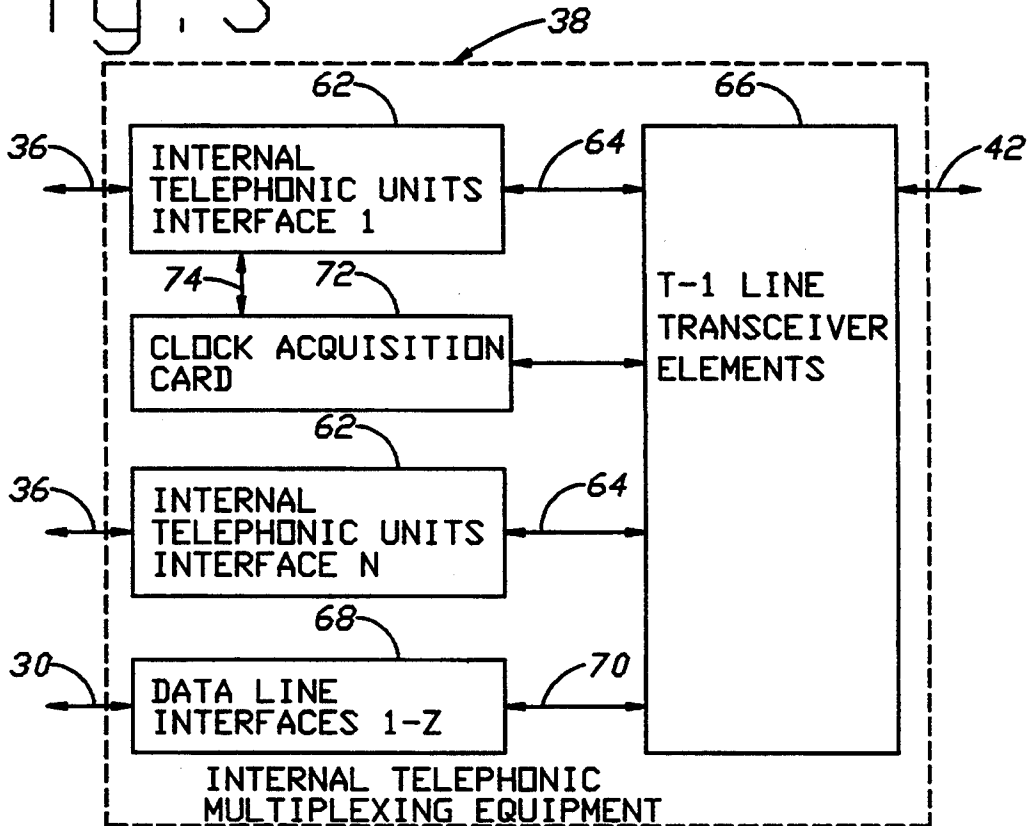 38
62
66
36
INTERNAL
TELEPHONIC UNITS
INTERFACE 1
64
42
74
72
CLOCK ACQUISITION
CARD
T-1 LINE
TRANSCEIVER
ELEMENTS
62
36
INTERNAL
TELEPHONIC UNITS
INTERFACE N
64
68
30
DATA LINE
INTERFACES 1-Z
70
INTERNAL TELEPHONIC
MULTIPLEXING EQUIPMENT